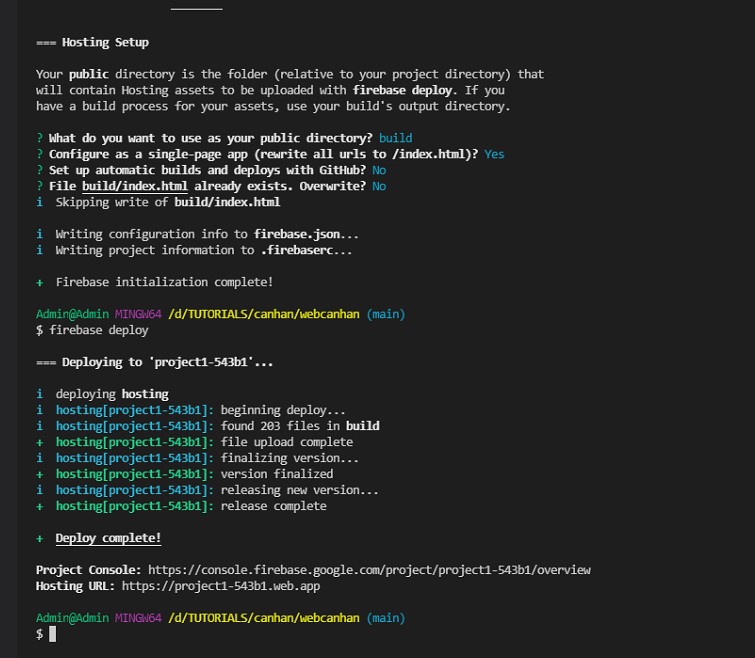 === Hosting Setup
Your public directory is the folder (relative to your project directory) that
will contain Hosting assets to be uploaded with firebase deploy. If you
have a build process for your assets, use your build's output directory.
? What do you want to use as your public directory? build
? Configure as a single-page app (rewrite all urls to /index.html)? Yes
? Set up automatic builds and deploys with GitHub? No
? File build/index.html already exists. Overwrite? No
i  Skipping write of build/index.html
i  Writing configuration info to firebase.json...
i  Writing project information to .firebaserc...
+  Firebase initialization complete!
Admin@Admin MINGW64 /d/TUTORIALS/canhan/webcanhan (main)
$ firebase deploy
=== Deploying to 'project1-543b1'...
i  deploying hosting
i  hosting[project1-543b1]: beginning deploy...
i  hosting[project1-543b1]: found 203 files in build
+  hosting[project1-543b1]: file upload complete
i  hosting[project1-543b1]: finalizing version...
+  hosting[project1-543b1]: version finalized
i  hosting[project1-543b1]: releasing new version...
+  hosting[project1-543b1]: release complete
+  Deploy complete!
Project Console: https://console.firebase.google.com/project/project1-543b1/overview
Hosting URL: https://project1-543b1.web.app
Admin@Admin MINGW64 /d/TUTORIALS/canhan/webcanhan (main)
$